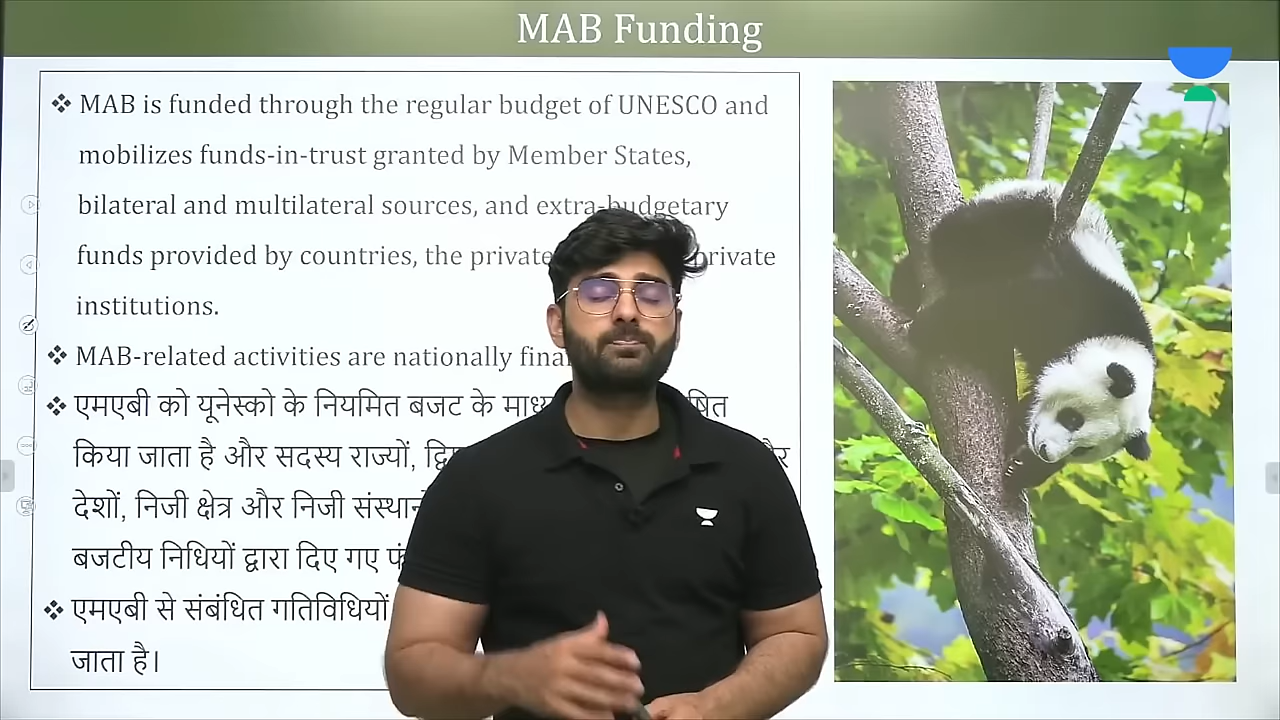 MAB Funding
❖ MAB is funded through the regular budget of UNESCO and
mobilizes funds-in-trust granted by Member States,
bilateral and multilateral sources, and extra-budgetary
funds provided by countries, the private private
institutions.
❖ MAB-related activities are nationally
❖ एमएबी को यूनेस्को के नियमित बजट के
किया जाता है और सदस्य राज्यों,
देशों, निजी क्षेत्र और निजी
बजटीय निधियों द्वारा दिए गए
❖ एमएबी से संबंधित गतिविधियों
जाता है।